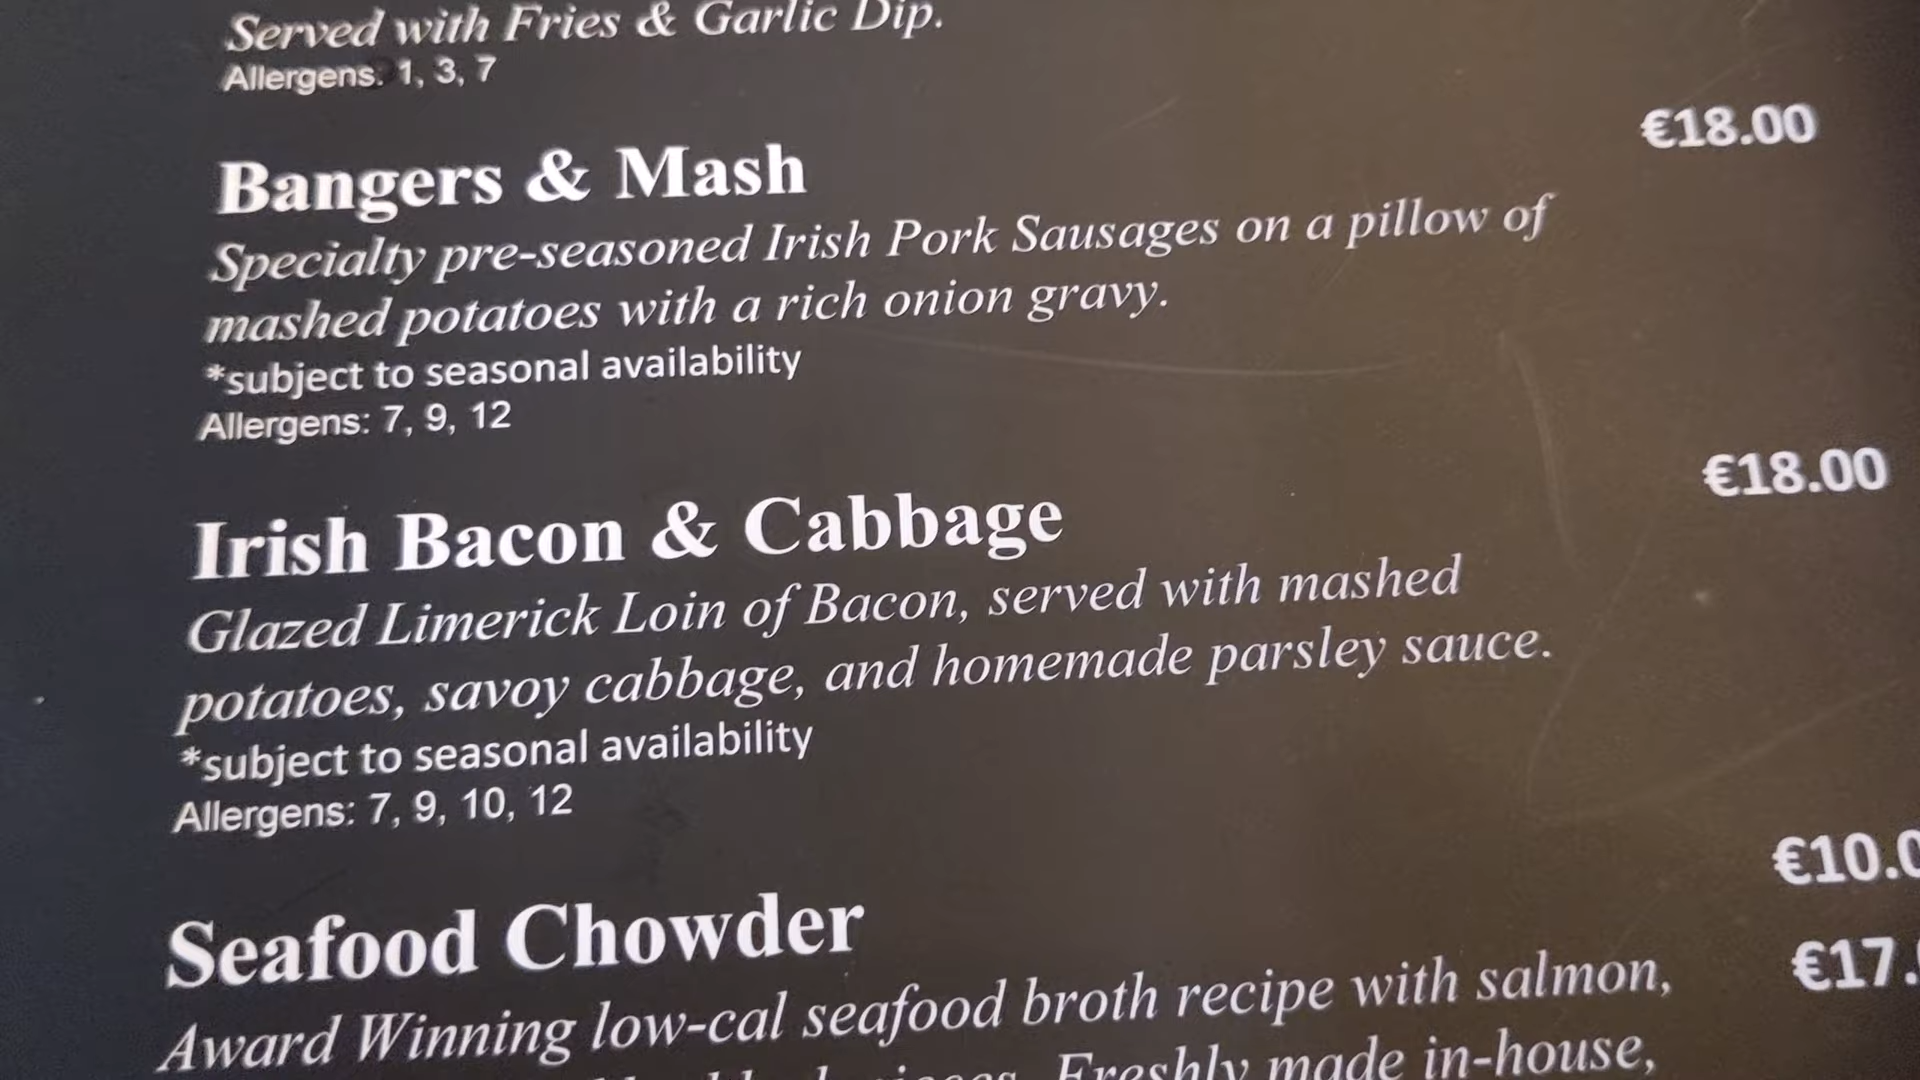 Served with Fries & Garlic Dip.
Allergens: 1, 3, 7
€18.00
Bangers & Mash
Specialty pre-seasoned Irish Pork Sausages on a pillow of
mashed potatoes with a rich onion gravy.
*subject to seasonal availability
Allergens: 7, 9, 12
€18.00
Irish Bacon & Cabbage
Glazed Limerick Loin of Bacon, served with mashed
potatoes, savoy cabbage, and homemade parsley sauce.
*subject to seasonal availability
Allergens: 7, 9, 10, 12
€10.0
Seafood Chowder
€17.
Award Winning low-cal seafood broth recipe with salmon,
Freshly made in-house,